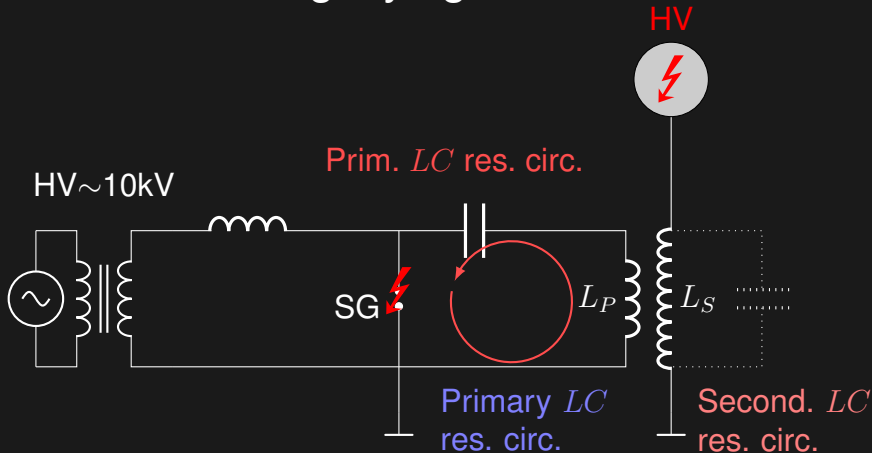 HV
Prim. LC res. circ.
HV~10kV
SG
L_P
L_S
Primary LC
res. circ.
Second. LC
res. circ.